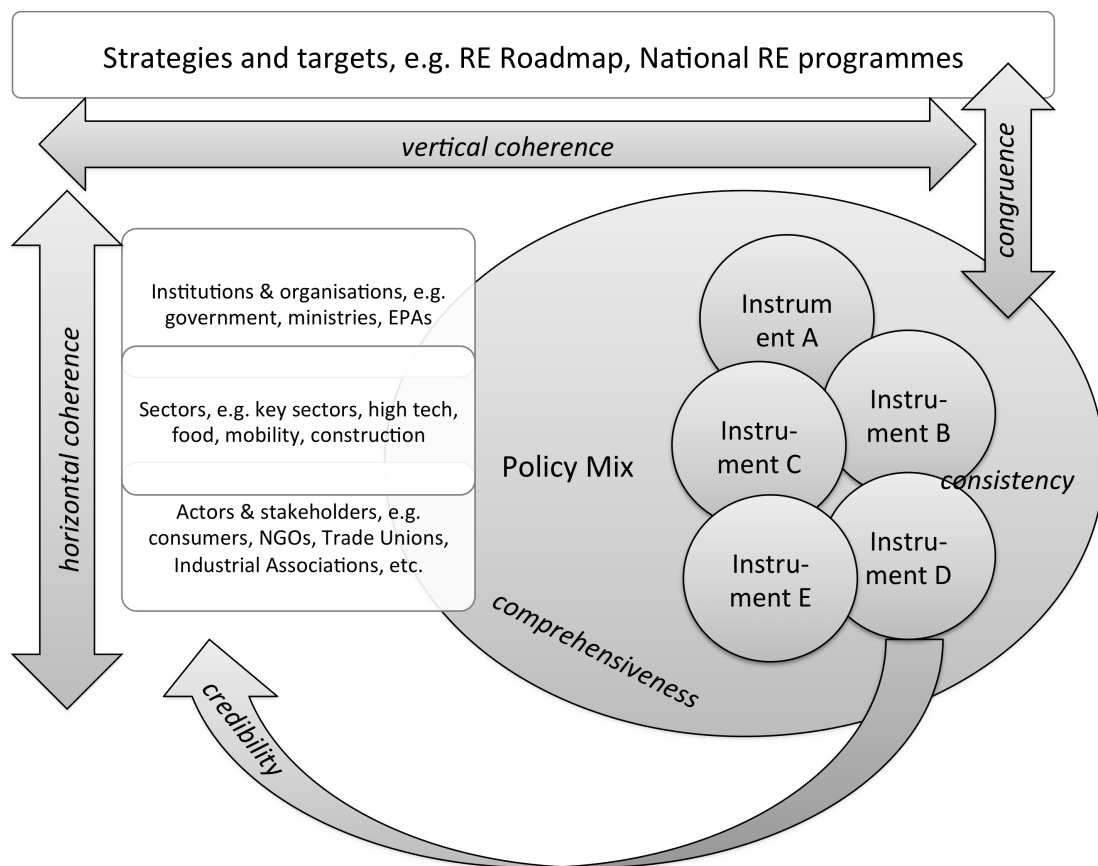 Strategies and targets, e.g. RE Roadmap, National RE programmes
vertical coherence
congruence
horizontal coherence
Institutions & organisations, e.g.
government, ministries, EPAs
Sectors, e.g. key sectors, high tech,
food, mobility, construction
Actors & stakeholders, e.g.
consumers, NGOs, Trade Unions,
Industrial Associations, etc.
Policy Mix
Instrum
ent A
Instru-
ment B
Instru-
ment C
consistency
Instru-
ment D
Instru-
ment E
comprehensiveness
credibility